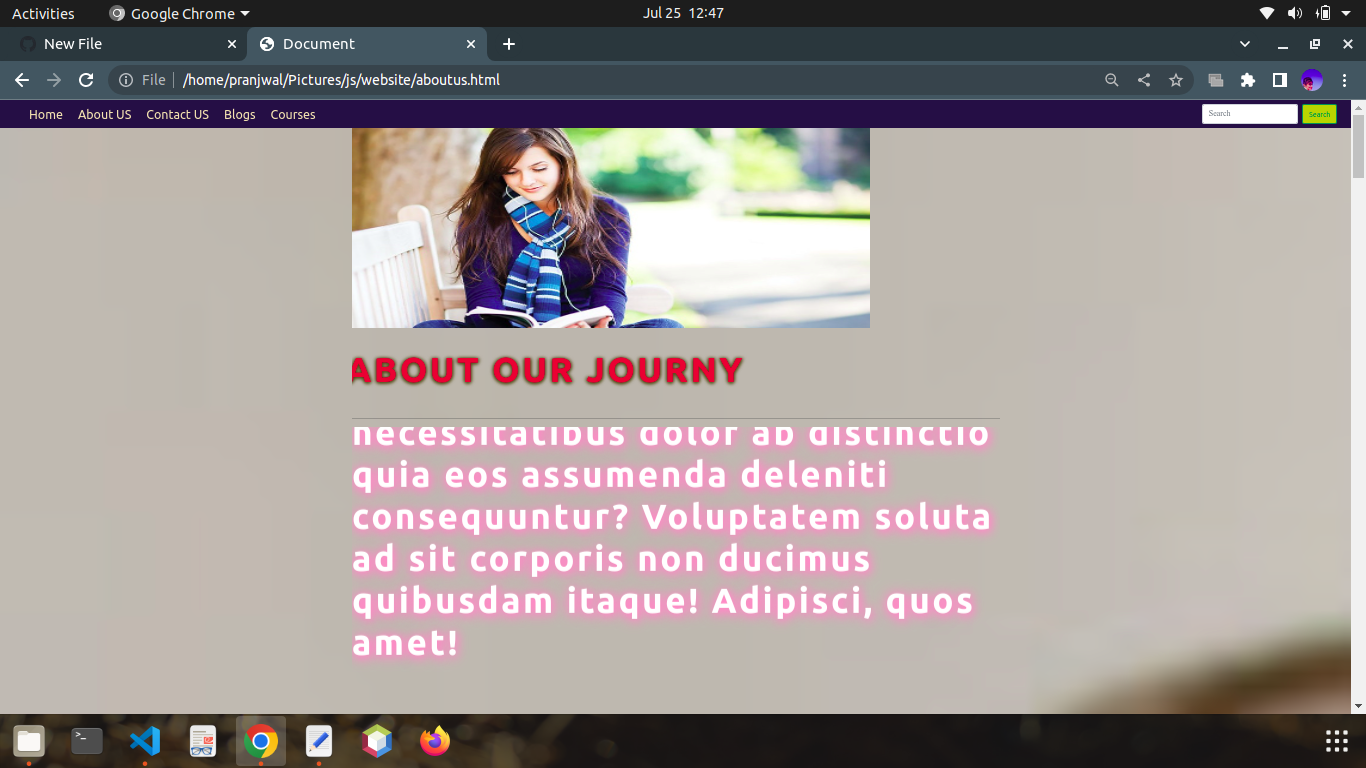 Activities
Google Chrome
Jul 25 12:47
New File
Document
File
/home/pranjwal/Pictures/js/website/aboutus.html
Home
About US
Contact US
Blogs
Courses
Search
Search
ABOUT OUR JOURNY
necessitatibus dolor ab distinctio
quia eos assumenda deleniti
consequuntur? Voluptatem soluta
ad sit corporis non ducimus
quibusdam itaque! Adipisci, quos
amet!